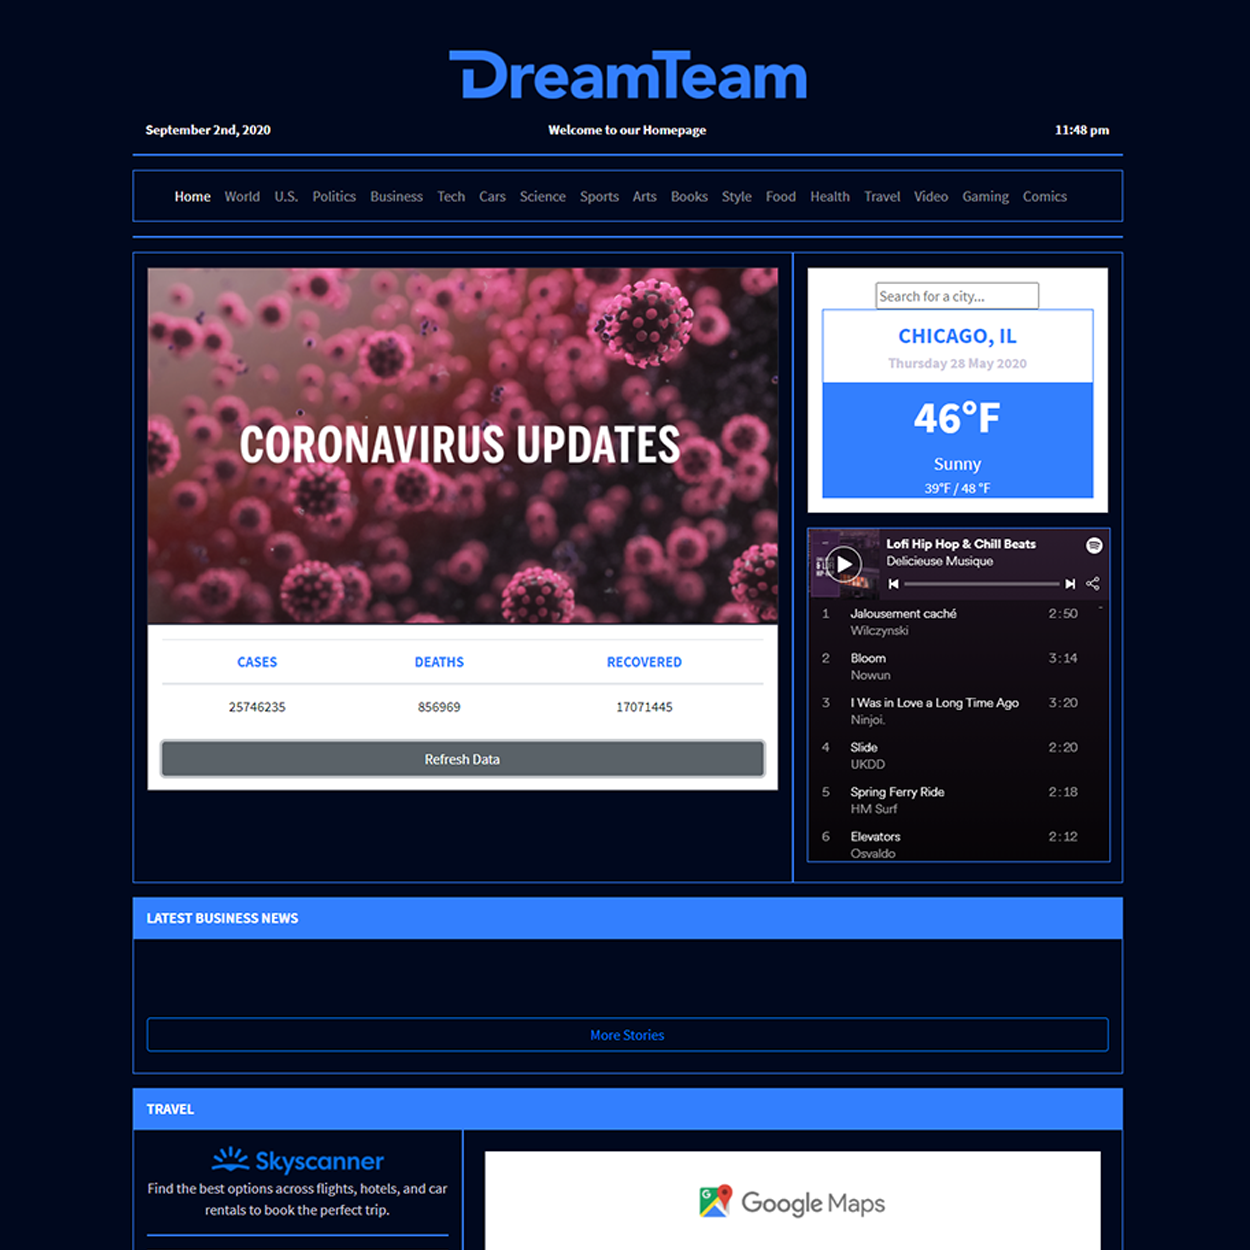 DreamTeam
September 2nd, 2020 Welcome to our Homepage 11:48 pm
Home World U.S. Politics Business Tech Cars Science Sports Arts Books Style Food Health Travel Video Gaming Comics
CORONAVIRUS UPDATES
CASES DEATHS RECOVERED
25746235 856969 17071445
Refresh Data
Search for a city...
CHICAGO, IL
Thursday 28 May 2020
46°F
Sunny
39°F / 48 °F
Lofi Hip Hop & Chill Beats
Delicieuse Musique
1 Jalousement caché 2:50
Wilczynski
2 Bloom 3:14
Nowun
3 I Was in Love a Long Time Ago 3:20
Ninjoi.
4 Slide 2:20
UKDD
5 Spring Ferry Ride 2:18
HM Surf
6 Elevators 2:12
Osvaldo
LATEST BUSINESS NEWS
More Stories
TRAVEL
Skyscanner
Find the best options across flights, hotels, and car
rentals to book the perfect trip.
Google Maps